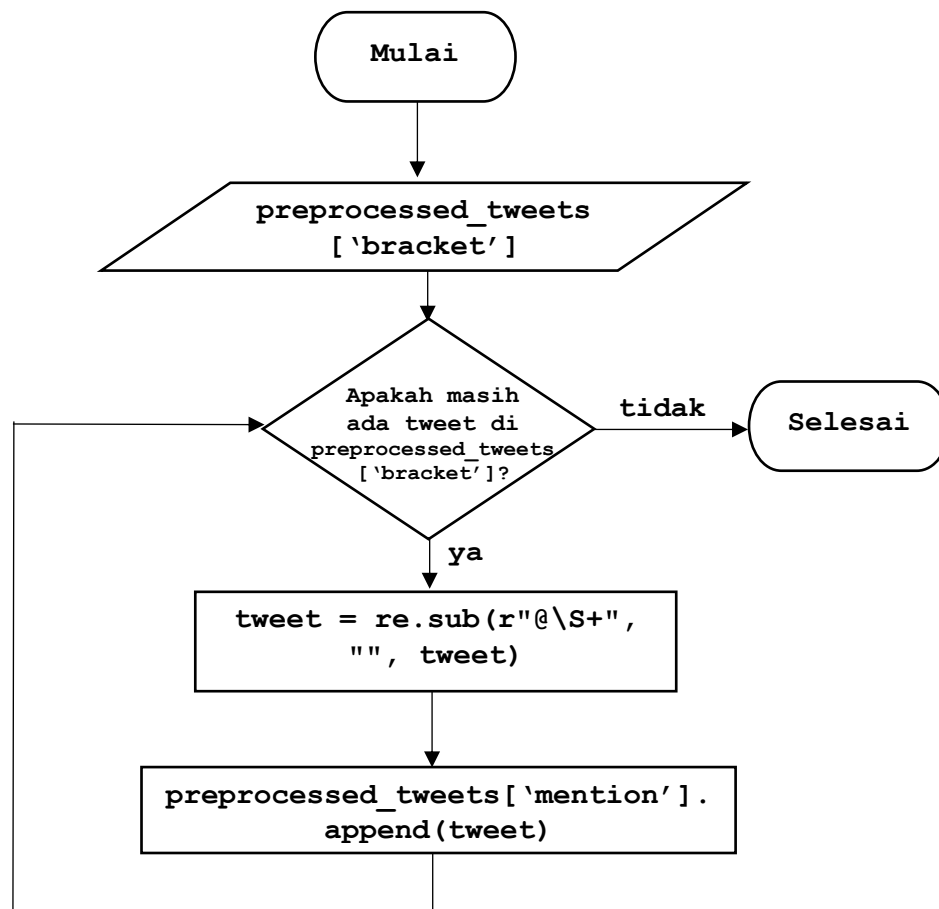 Mulai
preprocessed_tweets
[‘bracket’]
Apakah masih
ada tweet di
preprocessed_tweets
[‘bracket’]?
tidak
Selesai
ya
tweet = re.sub(r"@\S+",
"", tweet)
preprocessed_tweets[‘mention’].
append(tweet)